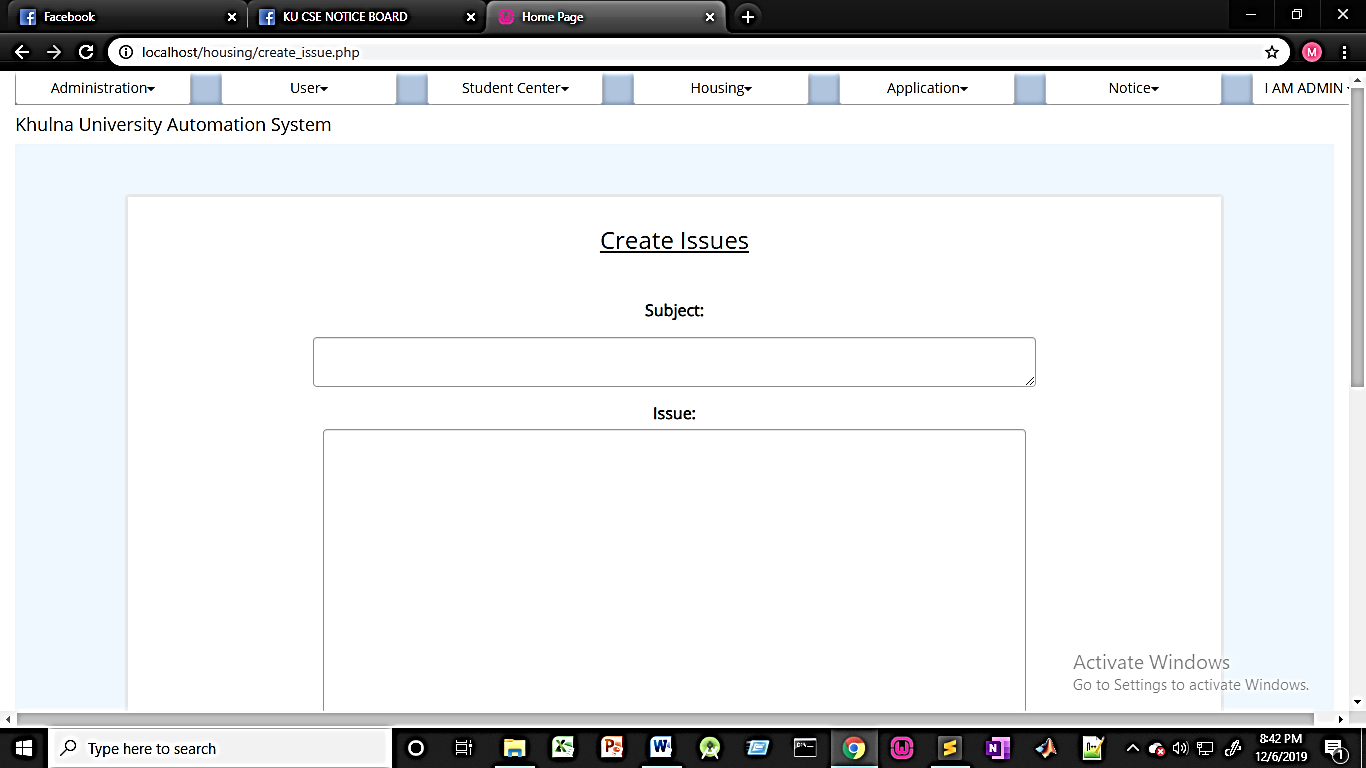 Facebook
KU CSE NOTICE BOARD
Home Page
localhost/housing/create_issue.php
M
Administration
User
Student Center
Housing
Application
Notice
I AM ADMIN
Khulna University Automation System
Create Issues
Subject:
Issue:
Activate Windows
Go to Settings to activate Windows.
Type here to search
8:42 PM
12/6/2019
1